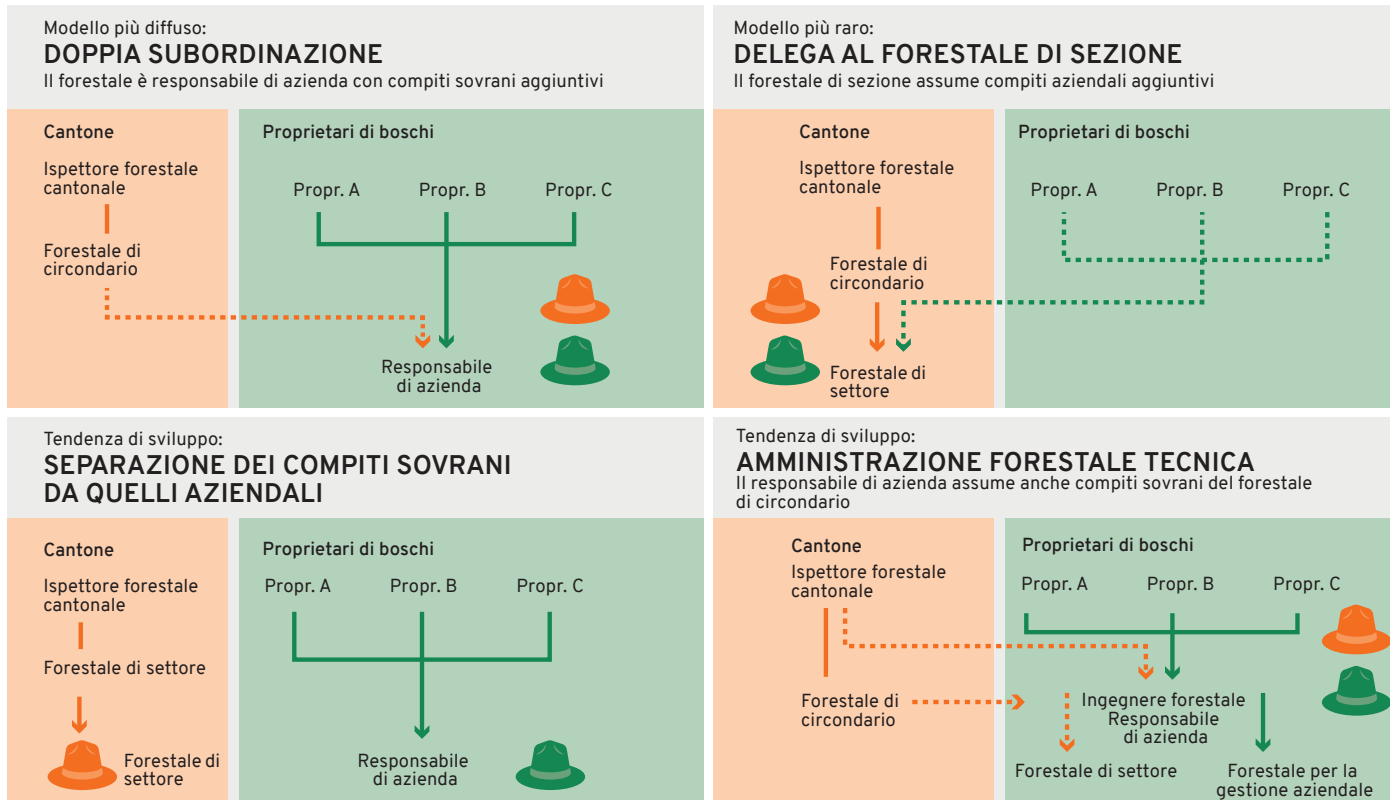 Modello più diffuso:
DOPPIA SUBORDINAZIONE
Il forestale è responsabile di azienda con compiti sovrani aggiuntivi
Cantone
Ispettore forestale
cantonale
Forestale di
circondario
Proprietari di boschi
Propr. A
Propr. B
Propr. C
Responsabile
di azienda
Modello più raro:
DELEGA AL FORESTALE DI SEZIONE
Il forestale di sezione assume compiti aziendali aggiuntivi
Cantone
Ispettore forestale
cantonale
Forestale di
circondario
Forestale di
settore
Proprietari di boschi
Propr. A
Propr. B
Propr. C
Tendenza di sviluppo:
SEPARAZIONE DEI COMPITI SOVRANI
DA QUELLI AZIENDALI
Cantone
Ispettore forestale
cantonale
Forestale di settore
Forestale di
settore
Proprietari di boschi
Propr. A
Propr. B
Propr. C
Responsabile
di azienda
Tendenza di sviluppo:
AMMINISTRAZIONE FORESTALE TECNICA
Il responsabile di azienda assume anche compiti sovrani del forestale
di circondario
Cantone
Ispettore forestale
cantonale
Forestale di
circondario
Proprietari di boschi
Propr. A
Propr. B
Propr. C
Ingegnere forestale
Responsabile
di azienda
Forestale di settore
Forestale per la
gestione aziendale